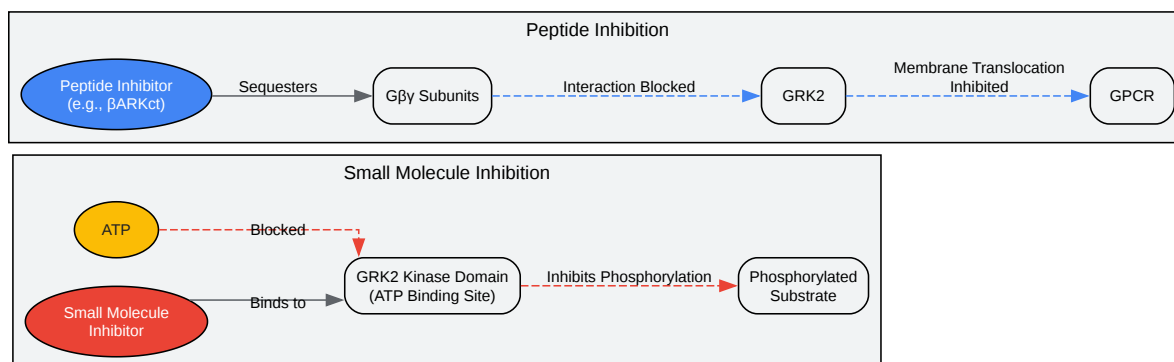 Peptide Inhibition
Peptide Inhibitor
(e.g., βARKct)
Sequesters
Gβγ Subunits
Interaction Blocked
GRK2
Membrane Translocation
Inhibited
GPCR
Small Molecule Inhibition
ATP
Blocked
Small Molecule
Inhibitor
Binds to
GRK2 Kinase Domain
(ATP Binding Site)
Inhibits Phosphorylation
Phosphorylated
Substrate